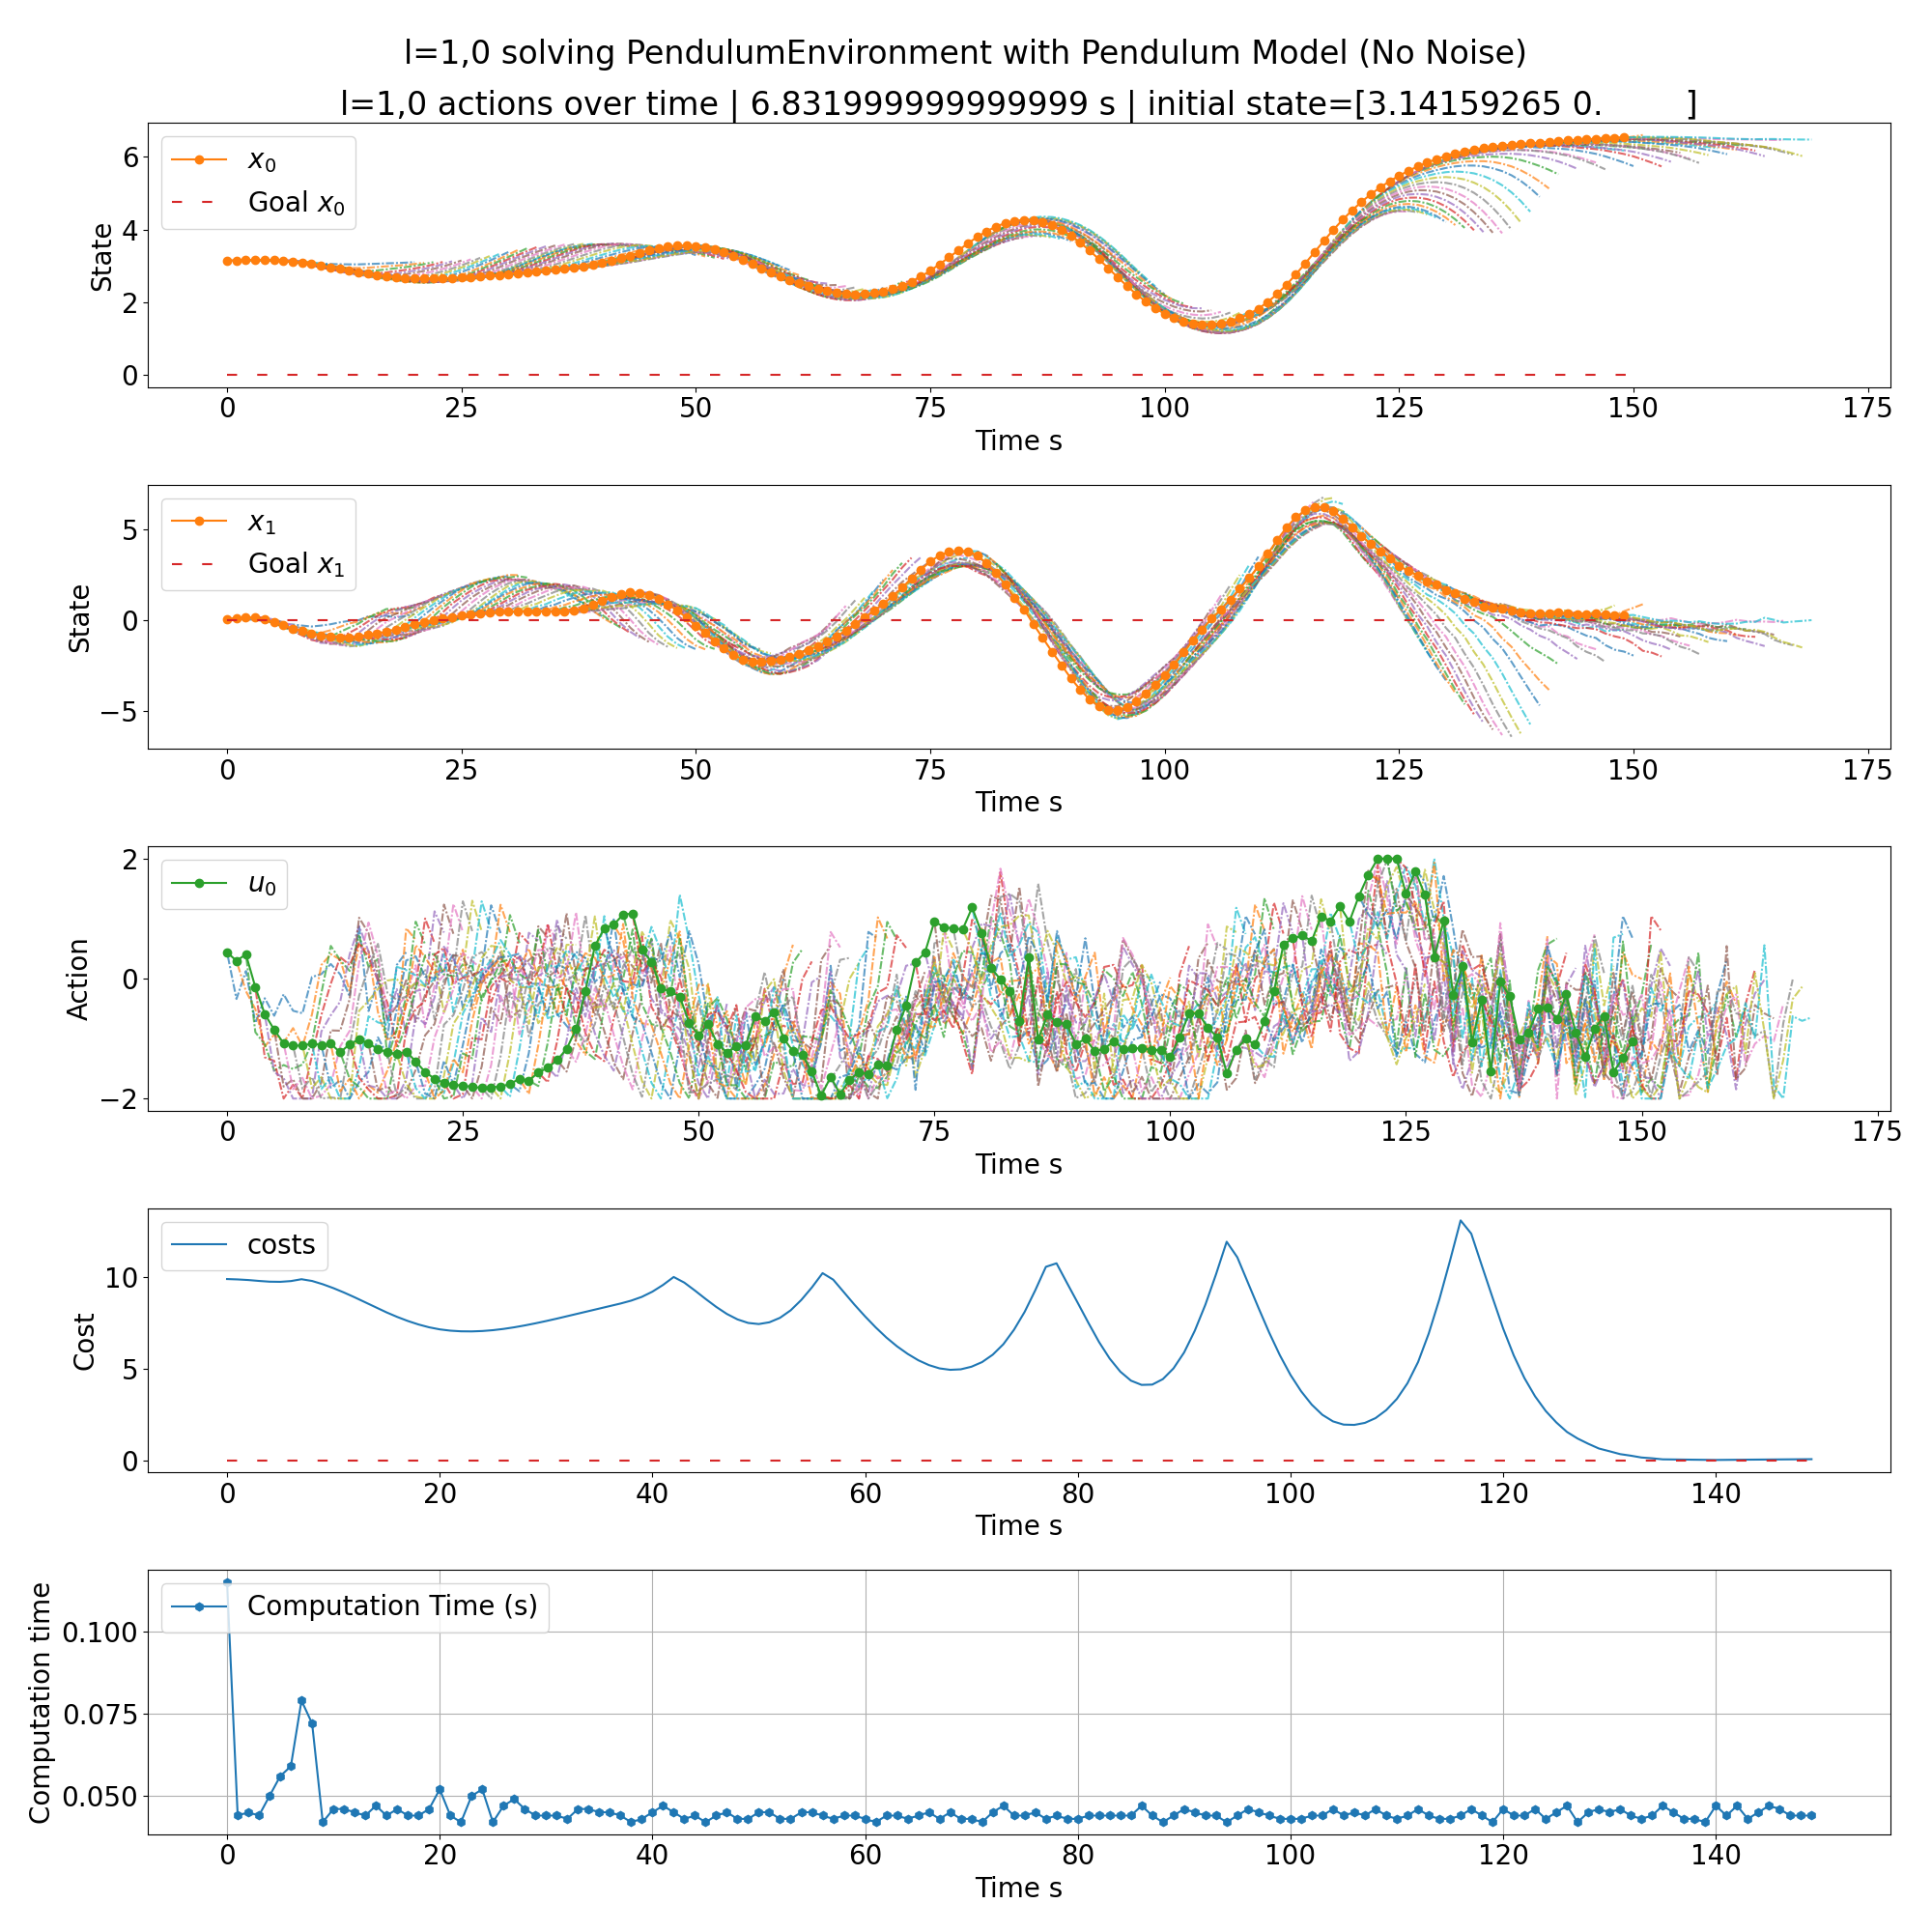 l=1,0 solving PendulumEnvironment with Pendulum Model (No Noise)
l=1,0 actions over time | 6.831999999999999 s | initial state=[3.14159265 0. ]
x₀
Goal x₀
State
6
4
2
0
0 25 50 75 100 125 150 175
Time s
x₁
Goal x₁
State
5
0
−5
0 25 50 75 100 125 150 175
Time s
u₀
Action
2
0
−2
0 25 50 75 100 125 150 175
Time s
costs
Cost
10
5
0
0 20 40 60 80 100 120 140
Time s
Computation Time (s)
Computation time
0.100
0.075
0.050
0 20 40 60 80 100 120 140
Time s